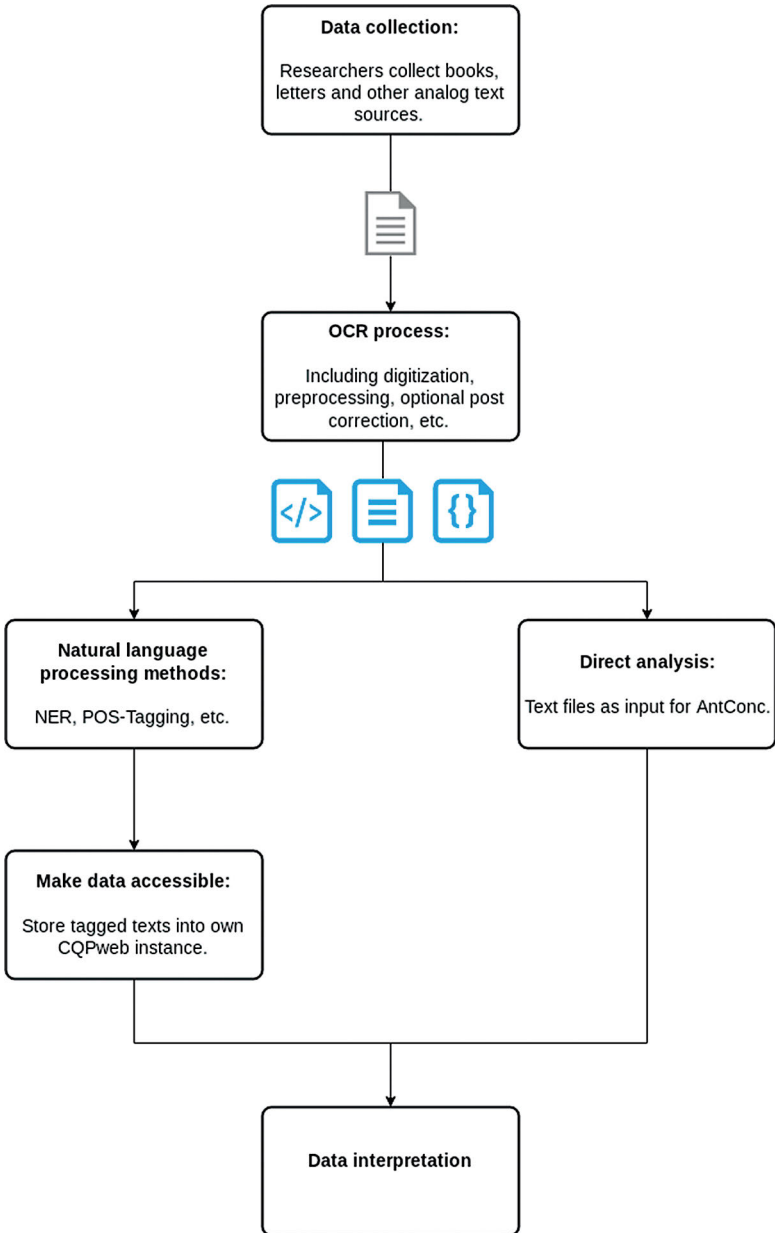 Data collection:
Researchers collect books,
letters and other analog text
sources.
OCR process:
Including digitization,
preprocessing, optional post
correction, etc.
</>
{}
Natural language
processing methods:
NER, POS-Tagging, etc.
Direct analysis:
Text files as input for AntConc.
Make data accessible:
Store tagged texts into own
CQPweb instance.
Data interpretation